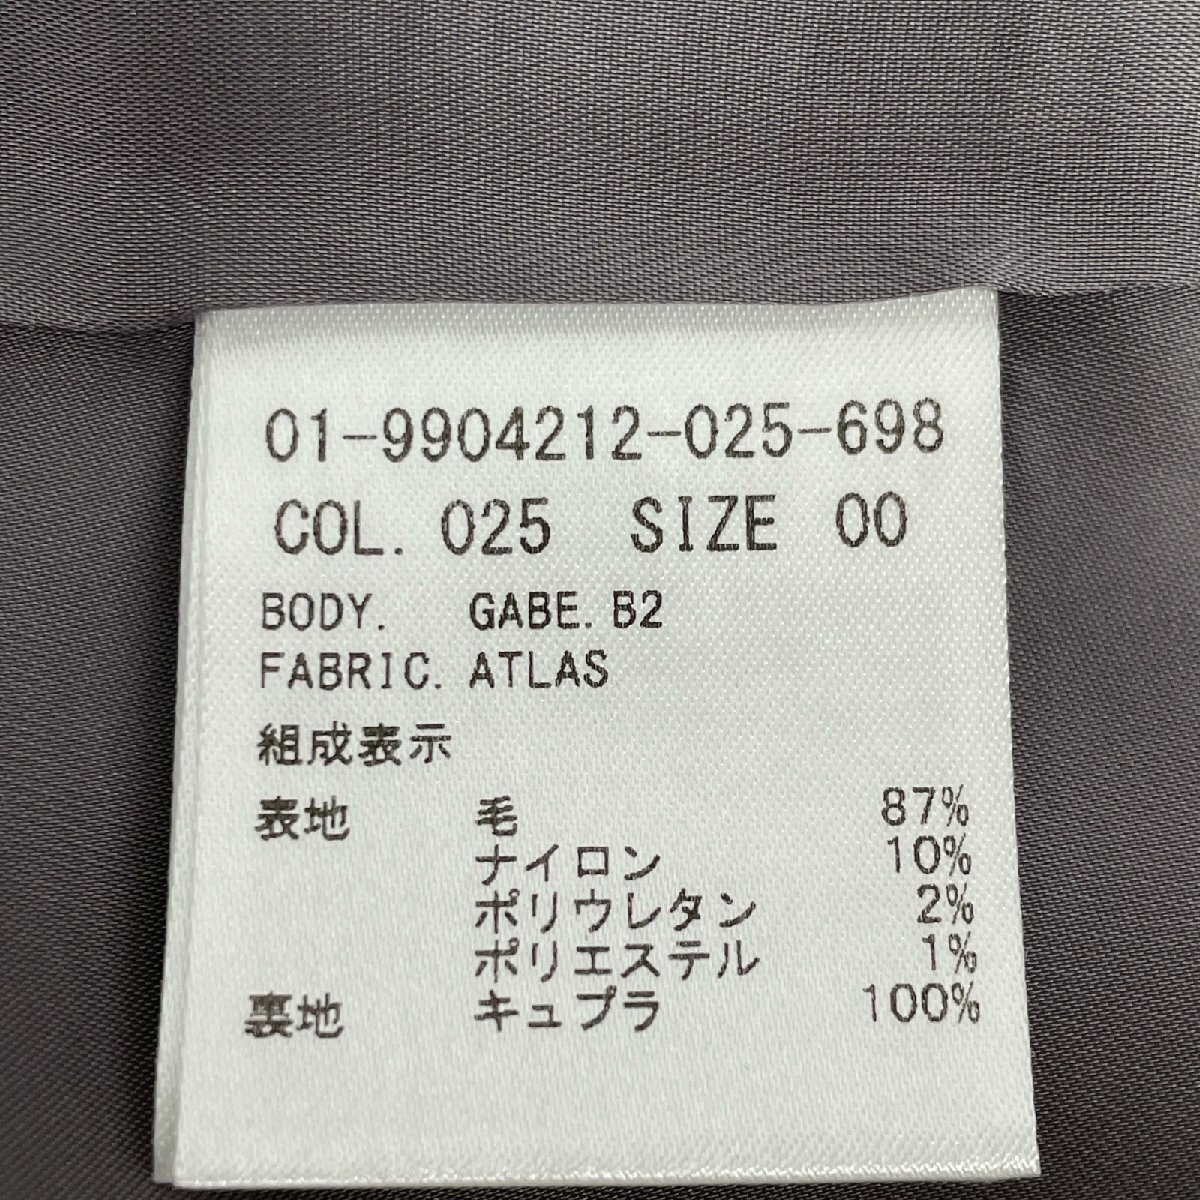 01-9904212-025-698
COL. 025 SIZE 00
BODY. GABE. B2
FABRIC. ATLAS
組成表示
表地 毛 87%
ナイロン 10%
ポリウレタン 2%
ポリエステル 1%
裏地 キュプラ 100%